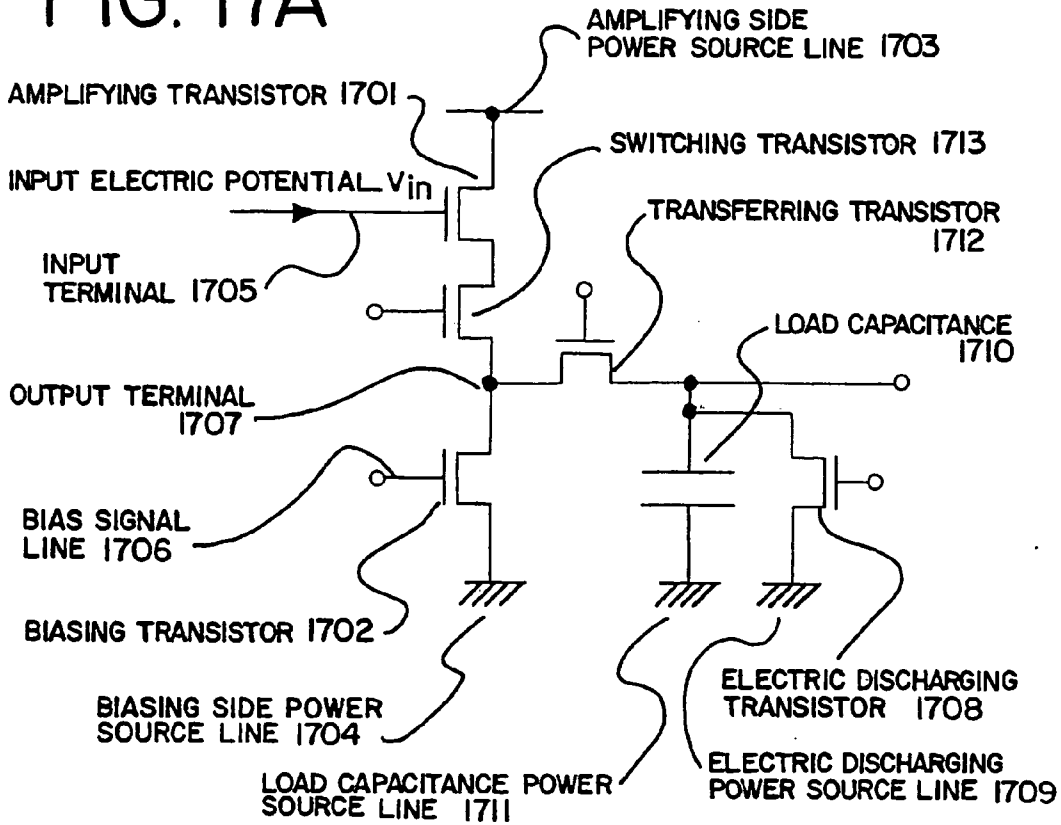 FIG. 17A
AMPLIFYING SIDE
POWER SOURCE LINE 1703
AMPLIFYING TRANSISTOR 1701
SWITCHING TRANSISTOR 1713
INPUT ELECTRIC POTENTIAL Vin
TRANSFERRING TRANSISTOR
1712
INPUT
TERMINAL 1705
LOAD CAPACITANCE
1710
OUTPUT TERMINAL
1707
BIAS SIGNAL
LINE 1706
BIASING TRANSISTOR 1702
ELECTRIC DISCHARGING
TRANSISTOR 1708
BIASING SIDE POWER
SOURCE LINE 1704
ELECTRIC DISCHARGING
POWER SOURCE LINE 1709
LOAD CAPACITANCE POWER
SOURCE LINE 1711